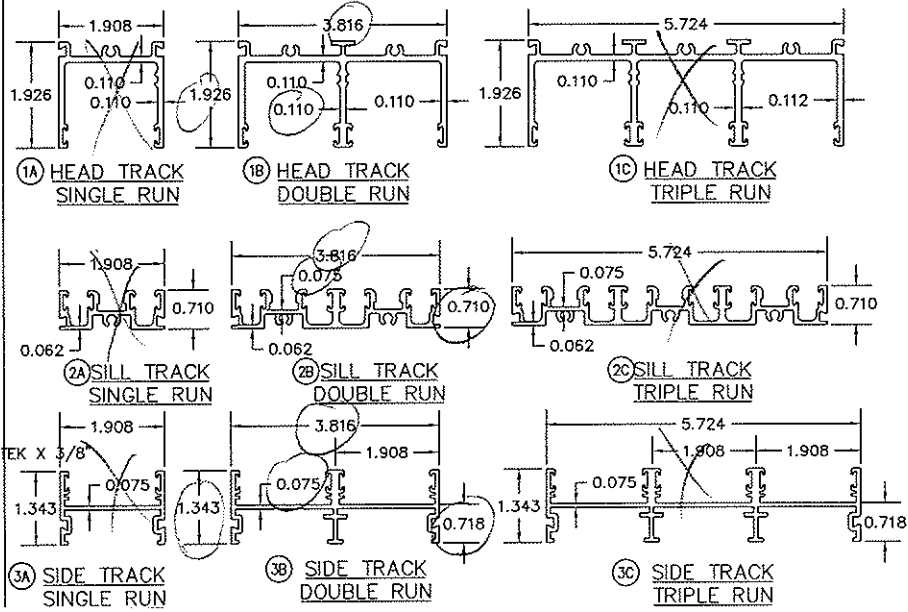 1.908 3.816 5.724
1.926 0.110 0.110 1.926 0.110 0.110 0.110 1.926 0.110 0.110 0.112
1A HEAD TRACK
SINGLE RUN
1B HEAD TRACK
DOUBLE RUN
1C HEAD TRACK
TRIPLE RUN
1.908 3.816 5.724
0.710 0.062 0.075 0.710 0.062 0.075 0.710 0.062
2A SILL TRACK
SINGLE RUN
2B SILL TRACK
DOUBLE RUN
2C SILL TRACK
TRIPLE RUN
1.908 3.816 5.724
TEK X 3/8" 1.908 1.908 1.908
1.343 0.075 1.343 0.075 0.718 1.343 0.075 0.718
3A SIDE TRACK
SINGLE RUN
3B SIDE TRACK
DOUBLE RUN
3C SIDE TRACK
TRIPLE RUN